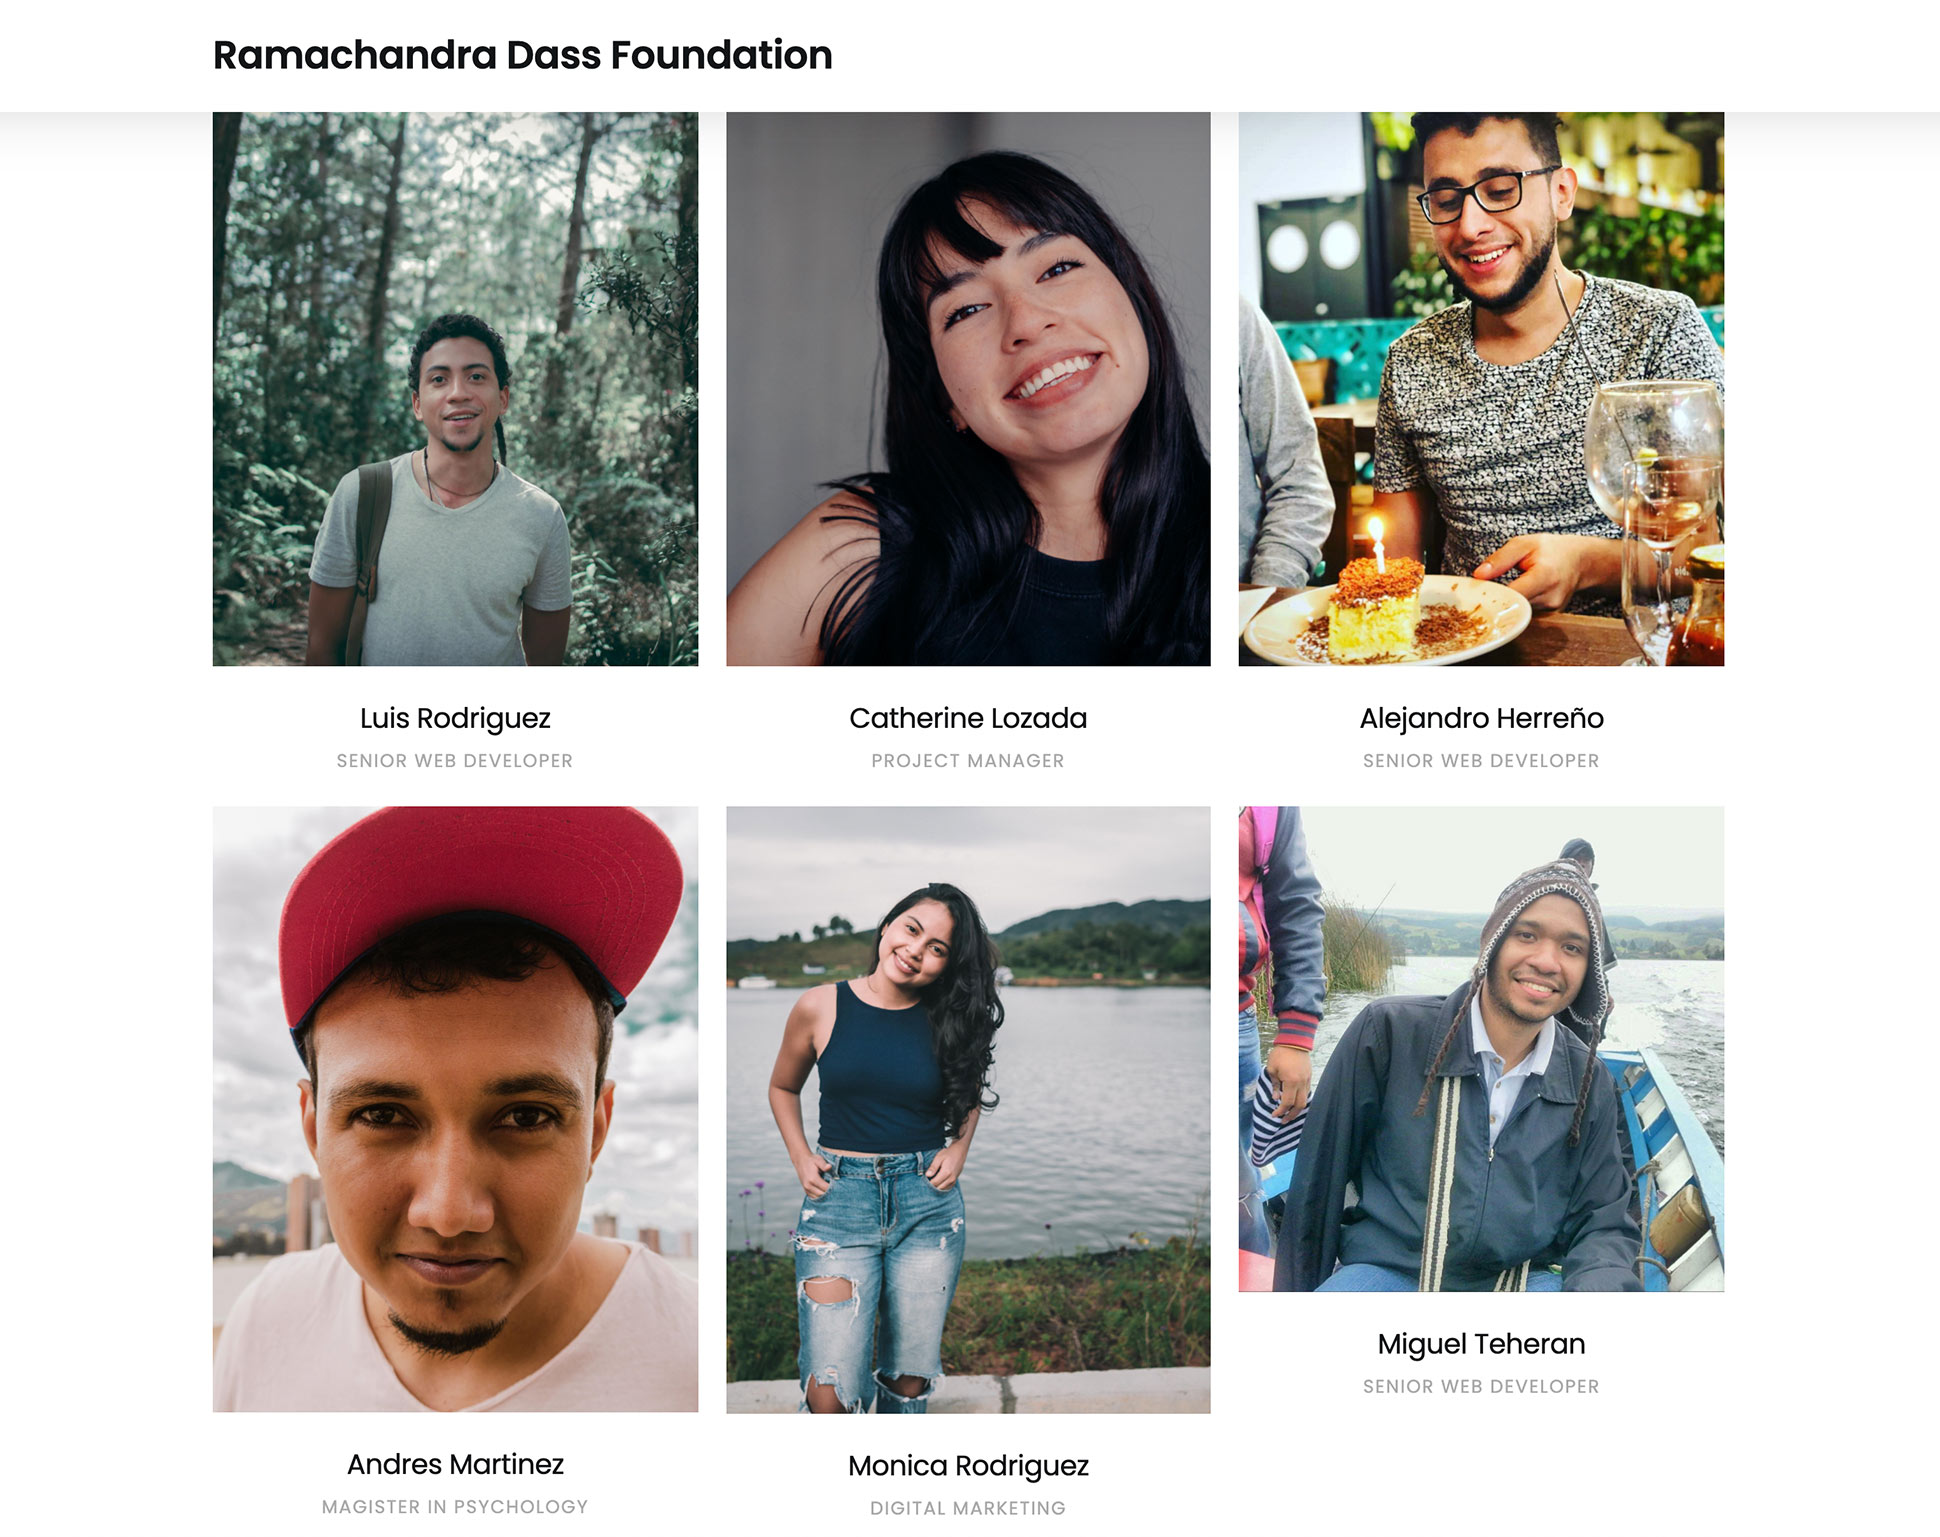 Ramachandra Dass Foundation
Luis Rodriguez
SENIOR WEB DEVELOPER
Catherine Lozada
PROJECT MANAGER
Alejandro Herreño
SENIOR WEB DEVELOPER
Andres Martinez
MAGISTER IN PSYCHOLOGY
Monica Rodriguez
DIGITAL MARKETING
Miguel Teheran
SENIOR WEB DEVELOPER